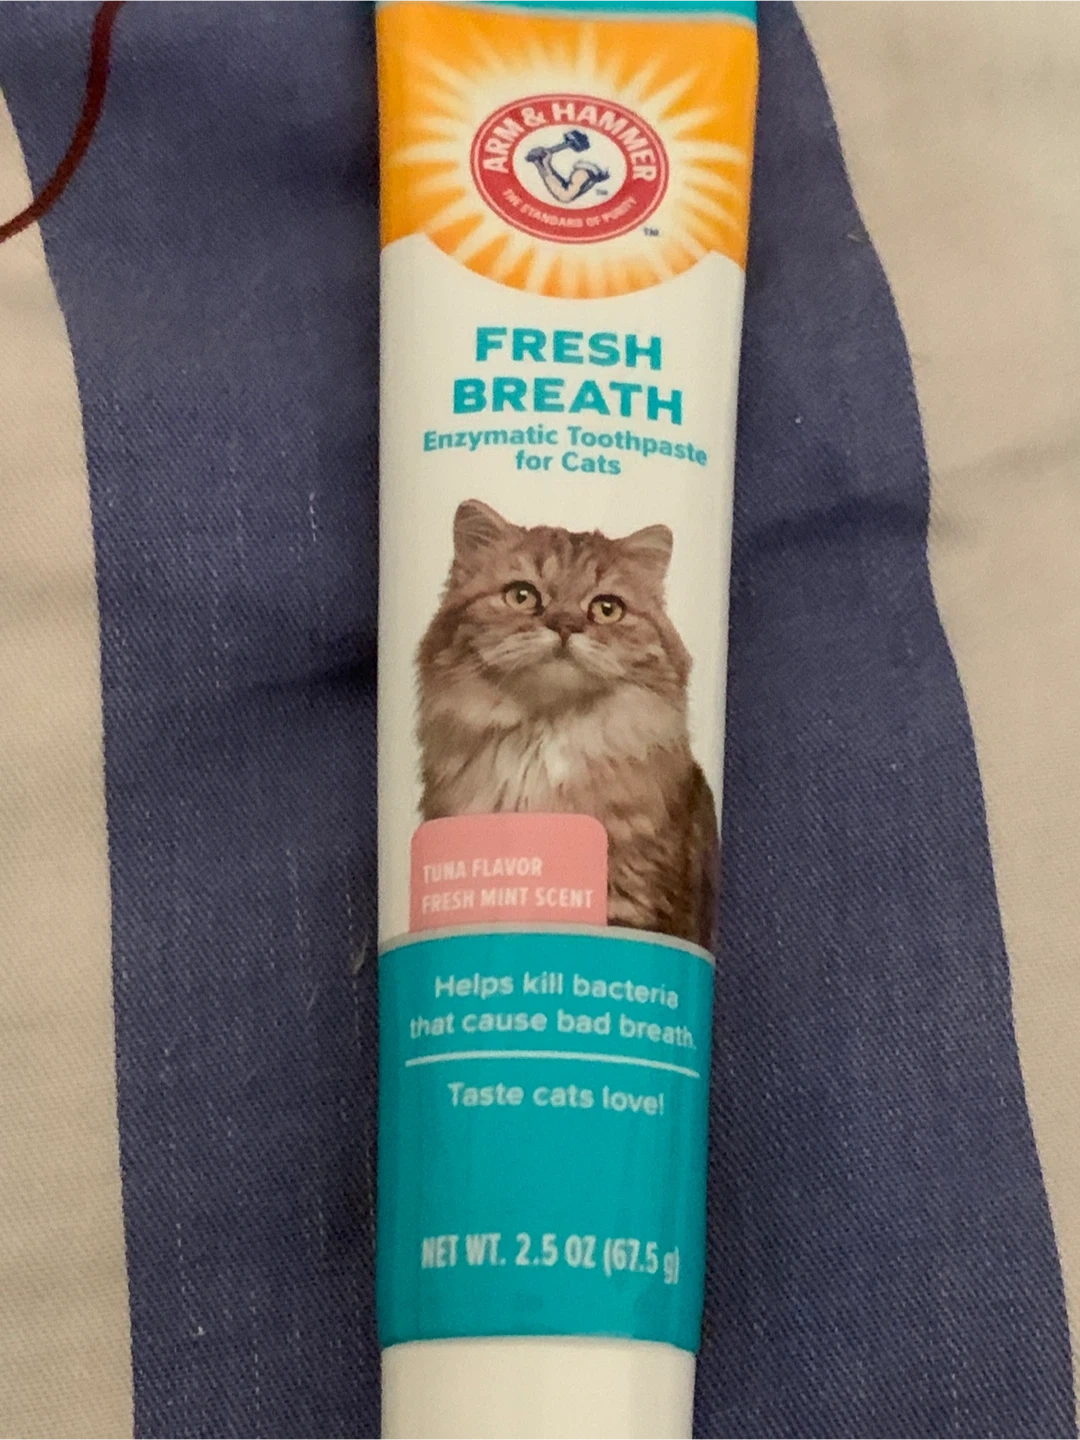 ARM & HAMMER
THE STANDARD OF PURITY
TM
TM
FRESH
BREATH
Enzymatic Toothpaste
for Cats
TUNA FLAVOR
FRESH MINT SCENT
Helps kill bacteria
that cause bad breath.
Taste cats love!
NET WT. 2.5 OZ (67.5 g)